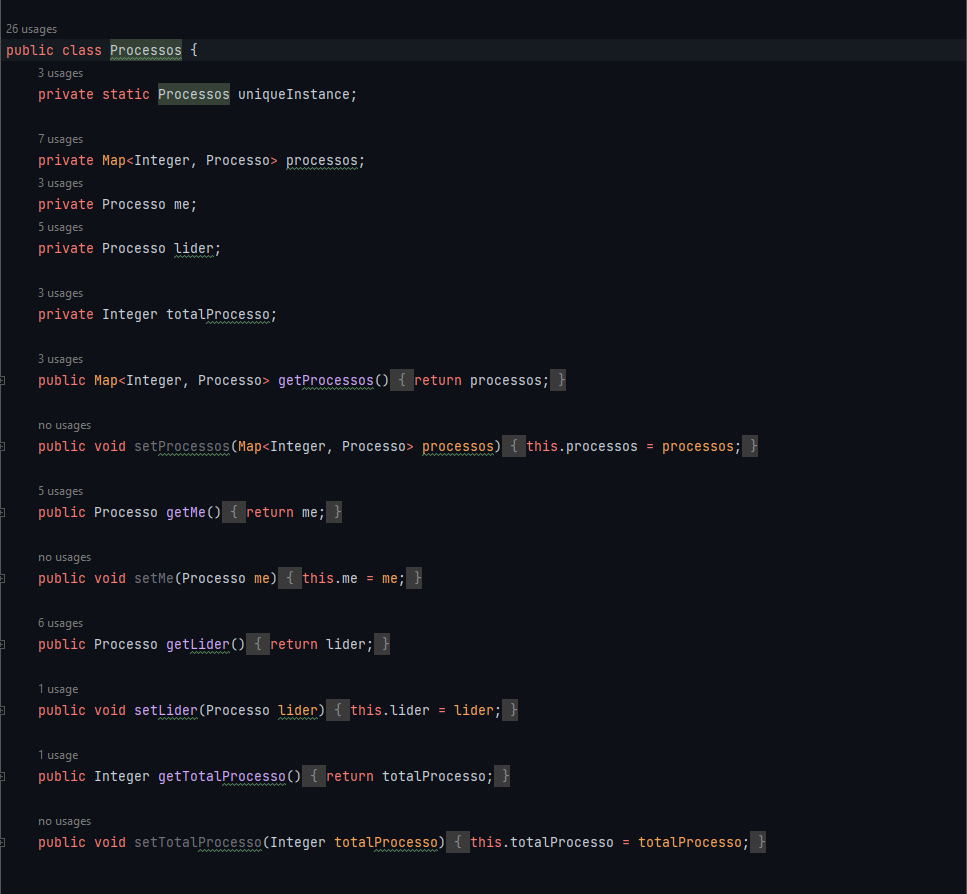 26 usages
public class Processos {
3 usages
private static Processos uniqueInstance;
7 usages
private Map<Integer, Processo> processos;
3 usages
private Processo me;
5 usages
private Processo lider;
3 usages
private Integer totalProcesso;
3 usages
public Map<Integer, Processo> getProcessos() { return processos; }
no usages
public void setProcessos(Map<Integer, Processo> processos) { this.processos = processos; }
5 usages
public Processo getMe() { return me; }
no usages
public void setMe(Processo me) { this.me = me; }
6 usages
public Processo getLider() { return lider; }
1 usage
public void setLider(Processo lider) { this.lider = lider; }
1 usage
public Integer getTotalProcesso() { return totalProcesso; }
no usages
public void setTotalProcesso(Integer totalProcesso) { this.totalProcesso = totalProcesso; }